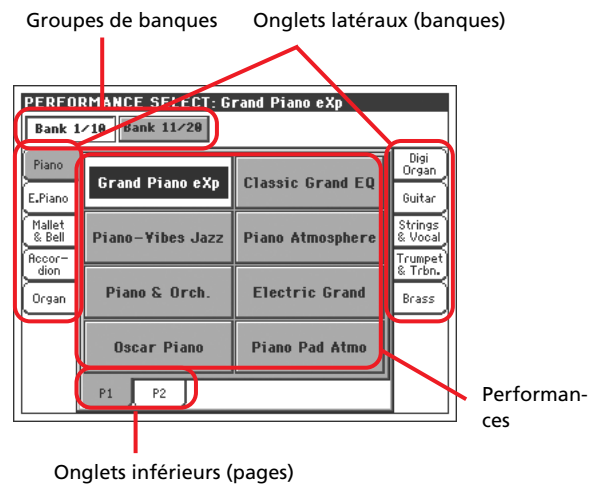 Groupes de banques
Onglets latéraux (banques)
PERFORMANCE SELECT: Grand Piano eXp
Bank 1/10
Bank 11/20
Piano
E.Piano
Mallet
& Bell
Accor-
dion
Organ
Grand Piano eXp
Classic Grand EQ
Piano-Vibes Jazz
Piano Atmosphere
Piano & Orch.
Electric Grand
Oscar Piano
Piano Pad Atmo
Digi
Organ
Guitar
Strings
& Vocal
Trumpet
& Trbn.
Brass
P1
P2
Performan-
ces
Onglets inférieurs (pages)